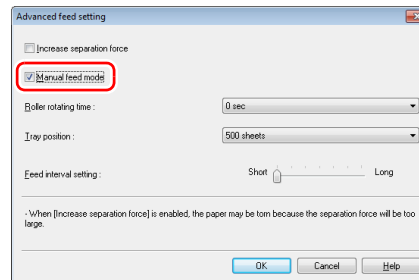 Advanced feed setting
Increase separation force
Manual feed mode
Roller rotating time :
0 sec
Tray position :
500 sheets
Feed interval setting :
Short
Long
- When [Increase separation force] is enabled, the paper may be torn because the separation force will be too
large.
OK
Cancel
Help